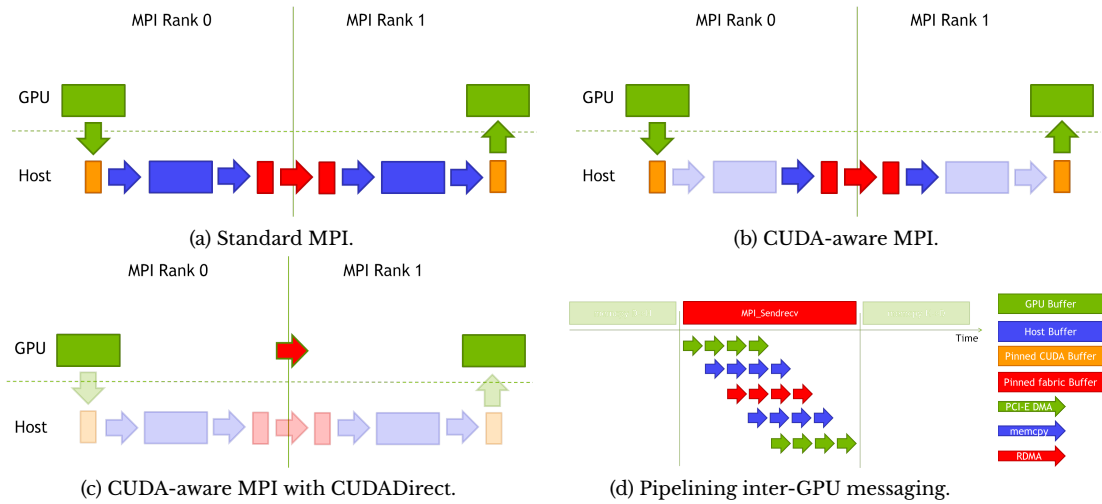 MPI Rank 0
MPI Rank 1
GPU
Host
(a) Standard MPI.
MPI Rank 0
MPI Rank 1
GPU
Host
(b) CUDA-aware MPI.
MPI Rank 0
MPI Rank 1
GPU
Host
(c) CUDA-aware MPI with CUDADirect.
MPI_Sendrecv
Time
GPU Buffer
Host Buffer
Pinned CUDA Buffer
Pinned fabric Buffer
PCI-E DMA
memcpy
RDMA
(d) Pipelining inter-GPU messaging.